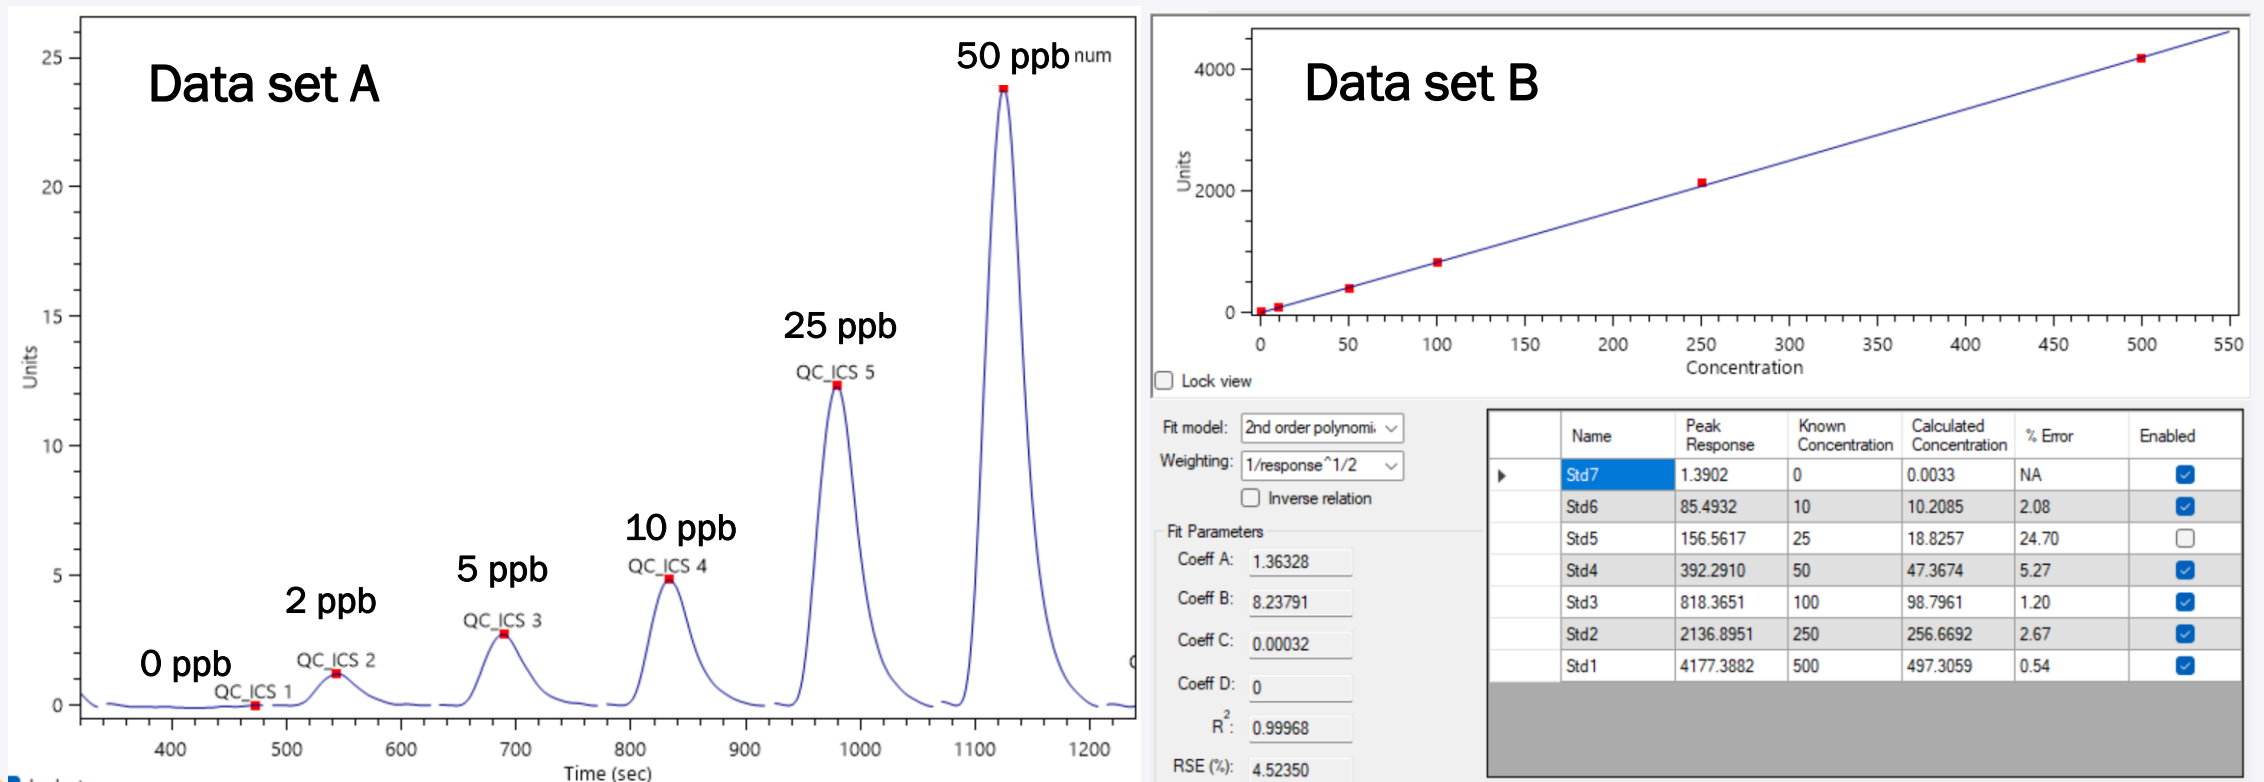 Data set A
50 ppb num
25 ppb
QC_ICS 5
10 ppb
QC_ICS 4
5 ppb
QC_ICS 3
2 ppb
QC_ICS 2
0 ppb
QC_ICS 1
25
20
15
10
5
0
Units
400 500 600 700 800 900 1000 1100 1200
Time (sec)
Data set B
4000
2000
0
Units
0 50 100 150 200 250 300 350 400 450 500 550
Concentration
Lock view
Fit model: 2nd order polynomi
Weighting: 1/response^1/2
Inverse relation
Fit Parameters
Coeff A: 1.36328
Coeff B: 8.23791
Coeff C: 0.00032
Coeff D: 0
R2: 0.99968
RSE (%): 4.52350
Name Peak Response Known Concentration Calculated Concentration % Error Enabled
Std7 1.3902 0 0.0033 NA
Std6 85.4932 10 10.2085 2.08
Std5 156.5617 25 18.8257 24.70
Std4 392.2910 50 47.3674 5.27
Std3 818.3651 100 98.7961 1.20
Std2 2136.8951 250 256.6692 2.67
Std1 4177.3882 500 497.3059 0.54